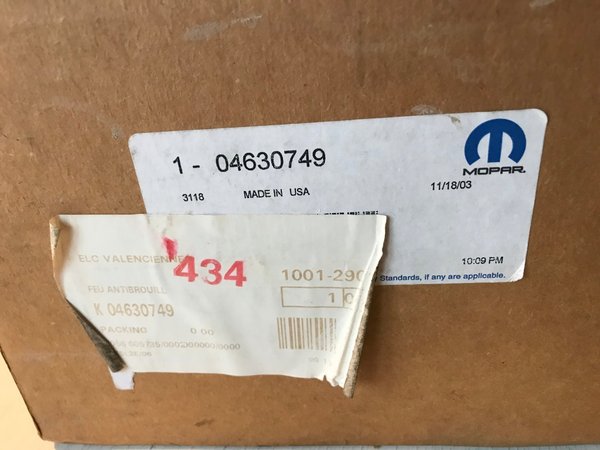 1 - 04630749
MOPAR.
3118 MADE IN USA 11/18/03
10:09 PM
Standards, if any are applicable.
ELC VALENCIENNE
434
1001-290
FEU ANTIBROUILL
1 0
K 04630749
PACKING 0 00